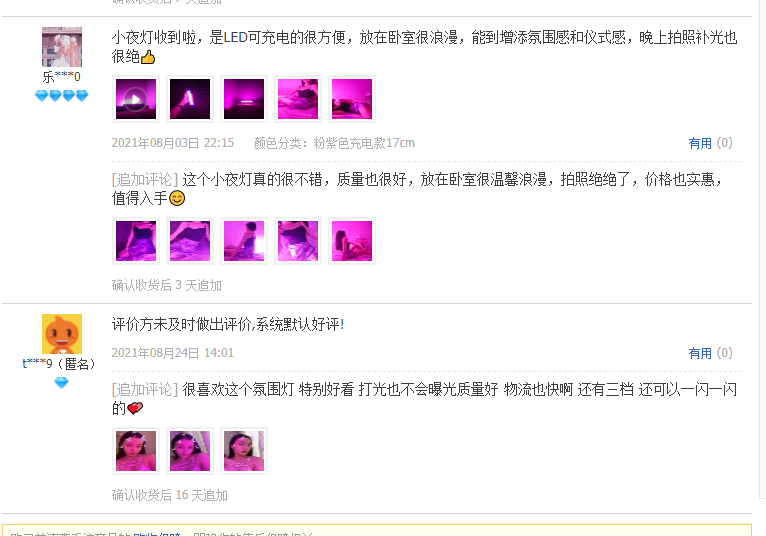 确认收货后 7 天追加
小夜灯收到啦，是LED可充电的很方便，放在卧室很浪漫，能到增添氛围感和仪式感，晚上拍照补光也
很绝👍
乐***0
2021年08月03日 22:15 颜色分类：粉紫色充电款17cm 有用 (0)
[追加评论] 这个小夜灯真的很不错，质量也很好，放在卧室很温馨浪漫，拍照绝绝了，价格也实惠，
值得入手😊
确认收货后 3 天追加
评价方未及时做出评价,系统默认好评!
t***9（匿名）
2021年08月24日 14:01 有用 (0)
[追加评论] 很喜欢这个氛围灯 特别好看 打光也不会曝光质量好 物流也快啊 还有三档 还可以一闪一闪
的💕
确认收货后 16 天追加